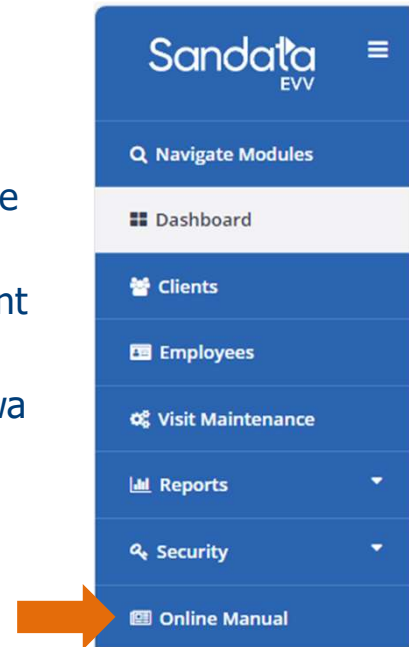 Sandata
EVV
Navigate Modules
Dashboard
Clients
Employees
Visit Maintenance
Reports
Security
Online Manual